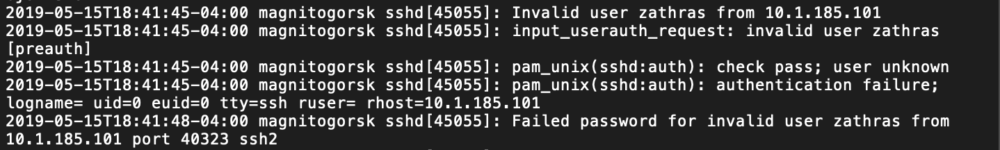 2019-05-15T18:41:45-04:00 magnitogorsk sshd[45055]: Invalid user zathras from 10.1.185.101
2019-05-15T18:41:45-04:00 magnitogorsk sshd[45055]: input_userauth_request: invalid user zathras
[preauth]
2019-05-15T18:41:45-04:00 magnitogorsk sshd[45055]: pam_unix(sshd:auth): check pass; user unknown
2019-05-15T18:41:45-04:00 magnitogorsk sshd[45055]: pam_unix(sshd:auth): authentication failure;
logname= uid=0 euid=0 tty=ssh ruser= rhost=10.1.185.101
2019-05-15T18:41:48-04:00 magnitogorsk sshd[45055]: Failed password for invalid user zathras from
10.1.185.101 port 40323 ssh2